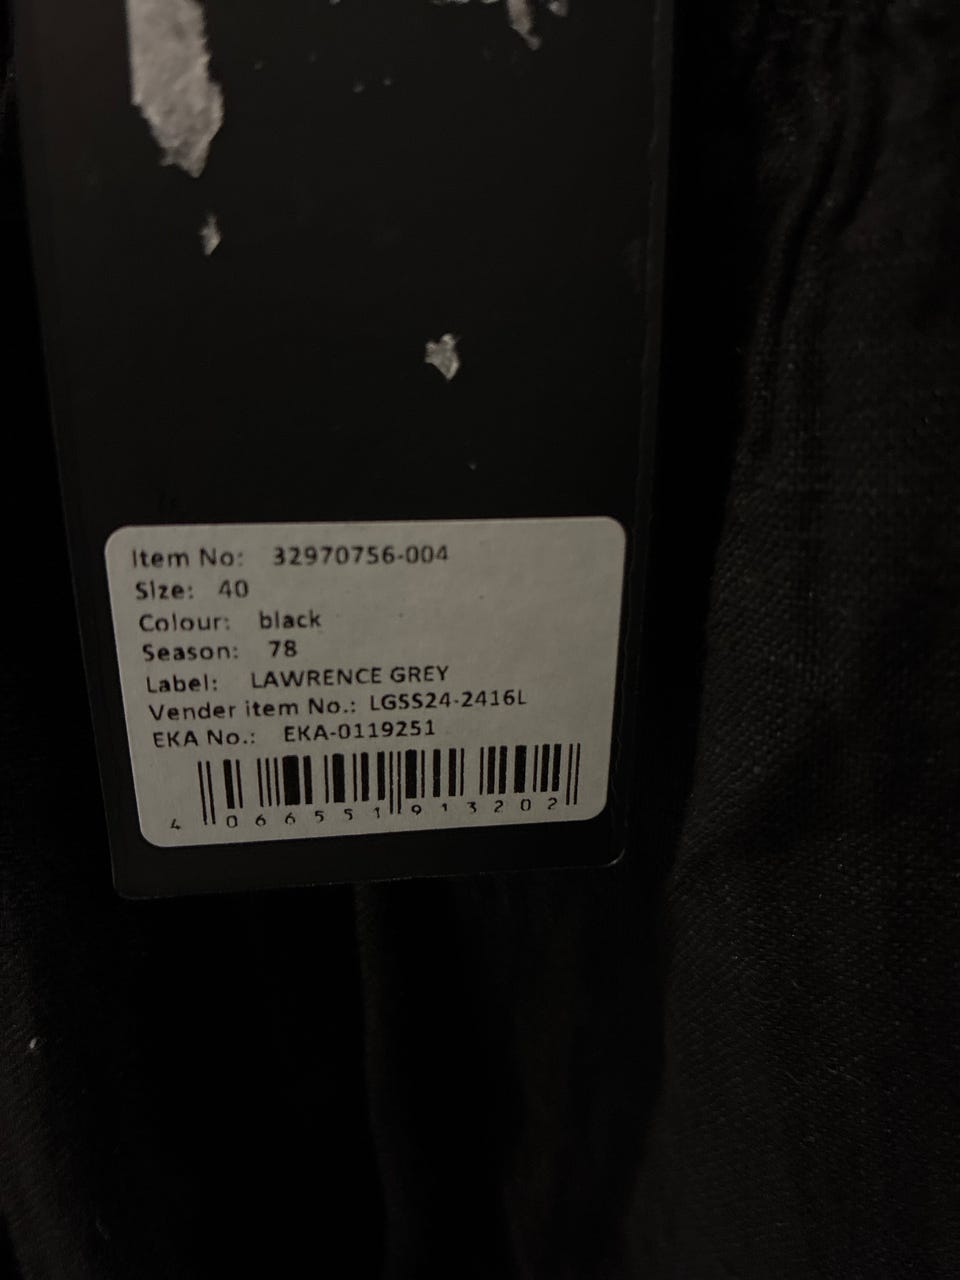 Item No: 32970756-004
Size: 40
Colour: black
Season: 78
Label: LAWRENCE GREY
Vender item No.: LGSS24-2416L
EKA No.: EKA-0119251
4 066551 913202